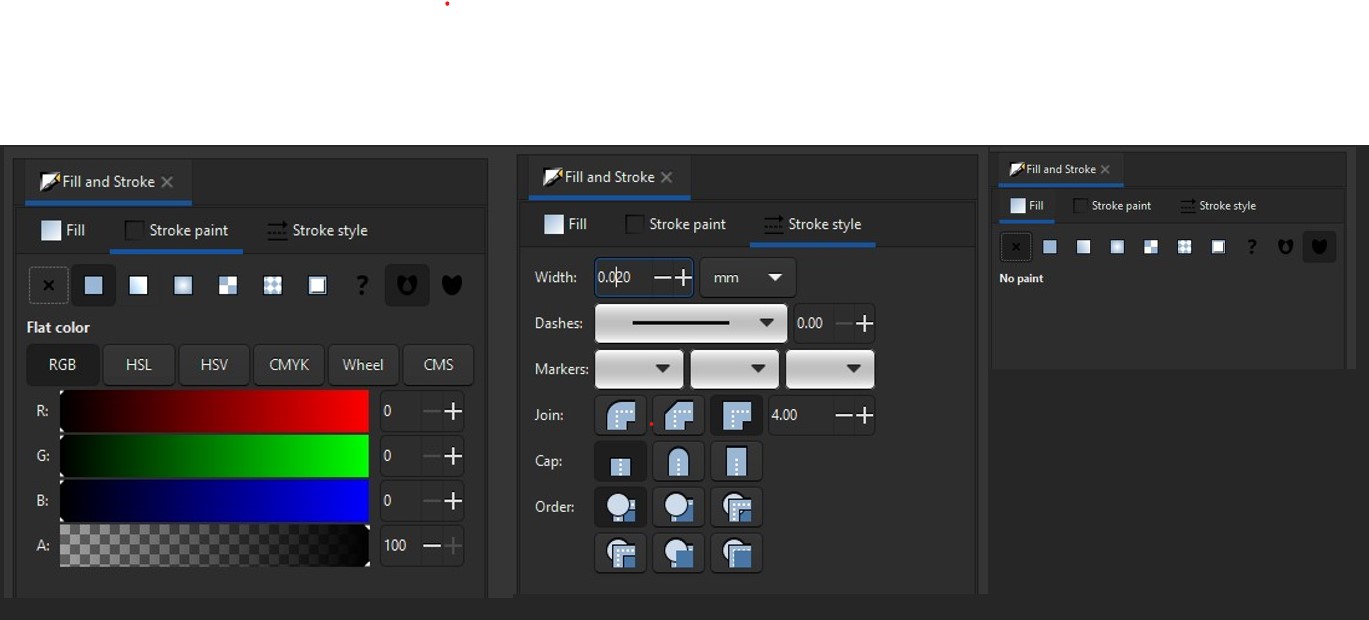 Fill and Stroke
Fill Stroke paint Stroke style
?
Flat color
RGB HSL HSV CMYK Wheel CMS
R: 0
G: 0
B: 0
A: 100
Fill and Stroke
Fill Stroke paint Stroke style
Width: 0.020 mm
Dashes: 0.00
Markers:
Join: 4.00
Cap:
Order:
Fill and Stroke
Fill Stroke paint Stroke style
?
No paint